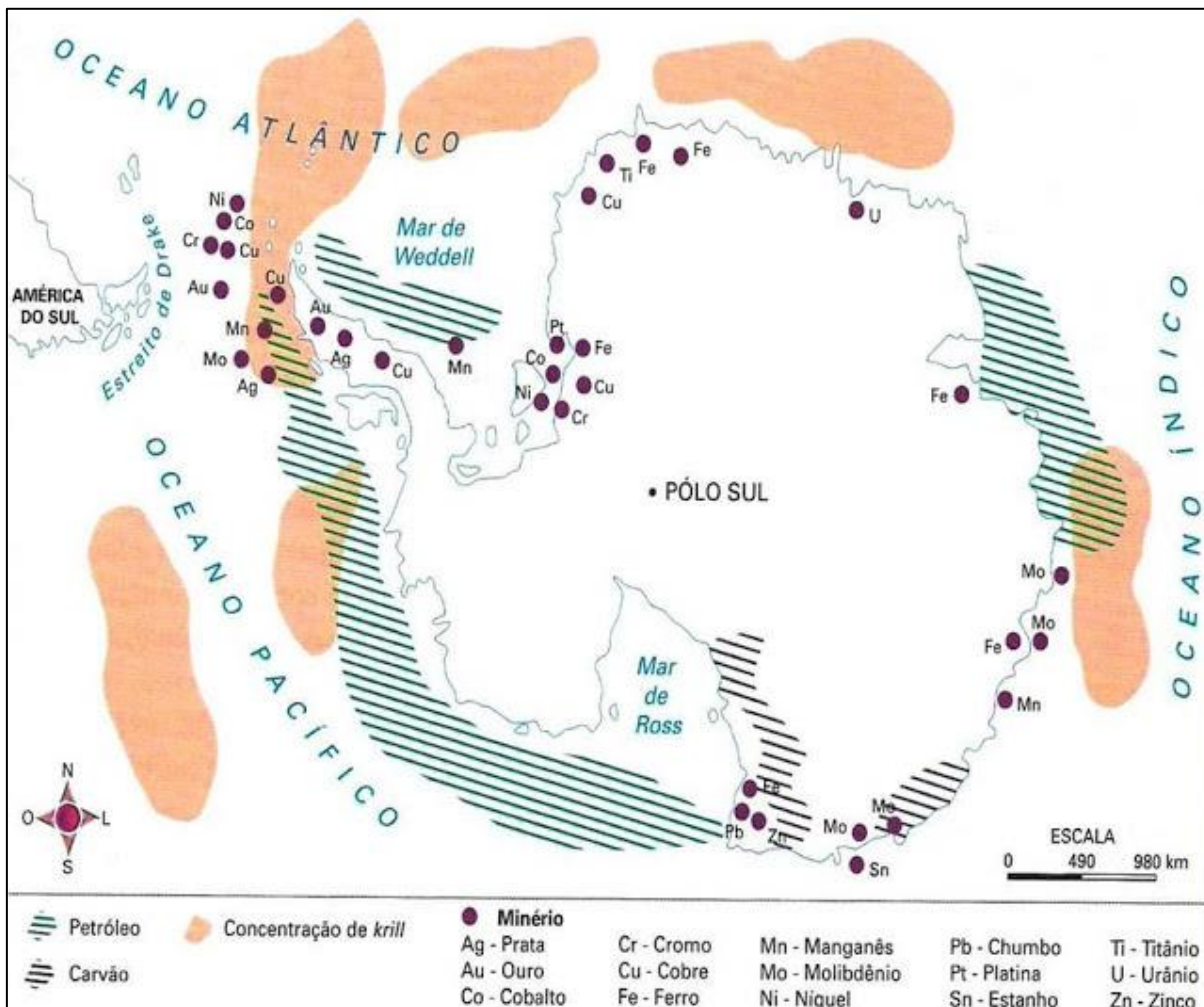 OCEANO ATLÂNTICO
Fe
Fe
Ti
Cu
U
Ni
Co
Cr
Cu
Au
Cu
Mn
Mo
Ag
Au
Ag
Cu
Mn
Mar de
Weddell
Estreito de Drake
AMÉRICA
DO SUL
Pt
Fe
Co
Cu
Ni
Cr
Fe
OCEANO ÍNDICO
• PÓLO SUL
OCEANO PACÍFICO
Mo
Mo
Fe
Mn
Mar
de
Ross
Fe
Pb
Zn
Mo
Mo
Sn
N
O
L
S
ESCALA
0 490 980 km
Petróleo
Carvão
Concentração de krill
Minério
Ag - Prata
Au - Ouro
Co - Cobalto
Cr - Cromo
Cu - Cobre
Fe - Ferro
Mn - Manganês
Mo - Molibdênio
Ni - Níquel
Pb - Chumbo
Pt - Platina
Sn - Estanho
Ti - Titânio
U - Urânio
Zn - Zinco